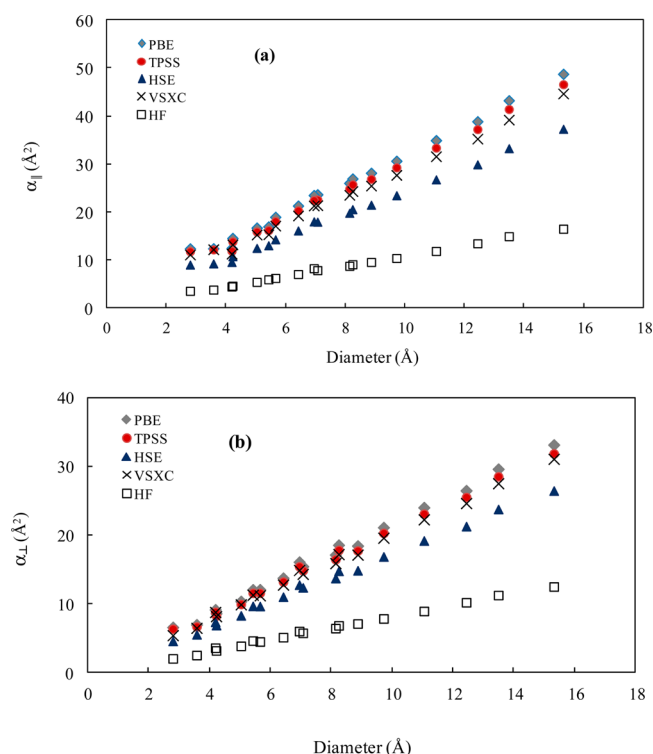 60
50
40
30
20
10
0
α∥ (Å²)
(a)
PBE
TPSS
HSE
VSXC
HF
0 2 4 6 8 10 12 14 16 18
Diameter (Å)
40
30
20
10
0
α⊥ (Å²)
(b)
PBE
TPSS
HSE
VSXC
HF
0 2 4 6 8 10 12 14 16 18
Diameter (Å)